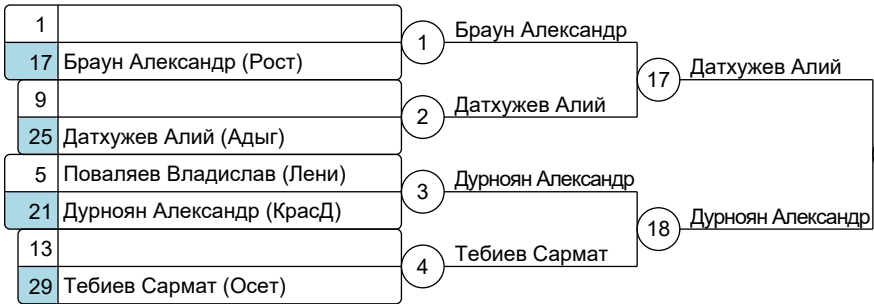 1
17 Браун Александр (Рост)
9
25 Датхужев Алий (Адыг)
5 Поваляев Владислав (Лени)
21 Дурноян Александр (КрасД)
13
29 Тебиев Сармат (Осет)
1 Браун Александр
2 Датхужев Алий
3 Дурноян Александр
4 Тебиев Сармат
17 Датхужев Алий
18 Дурноян Александр